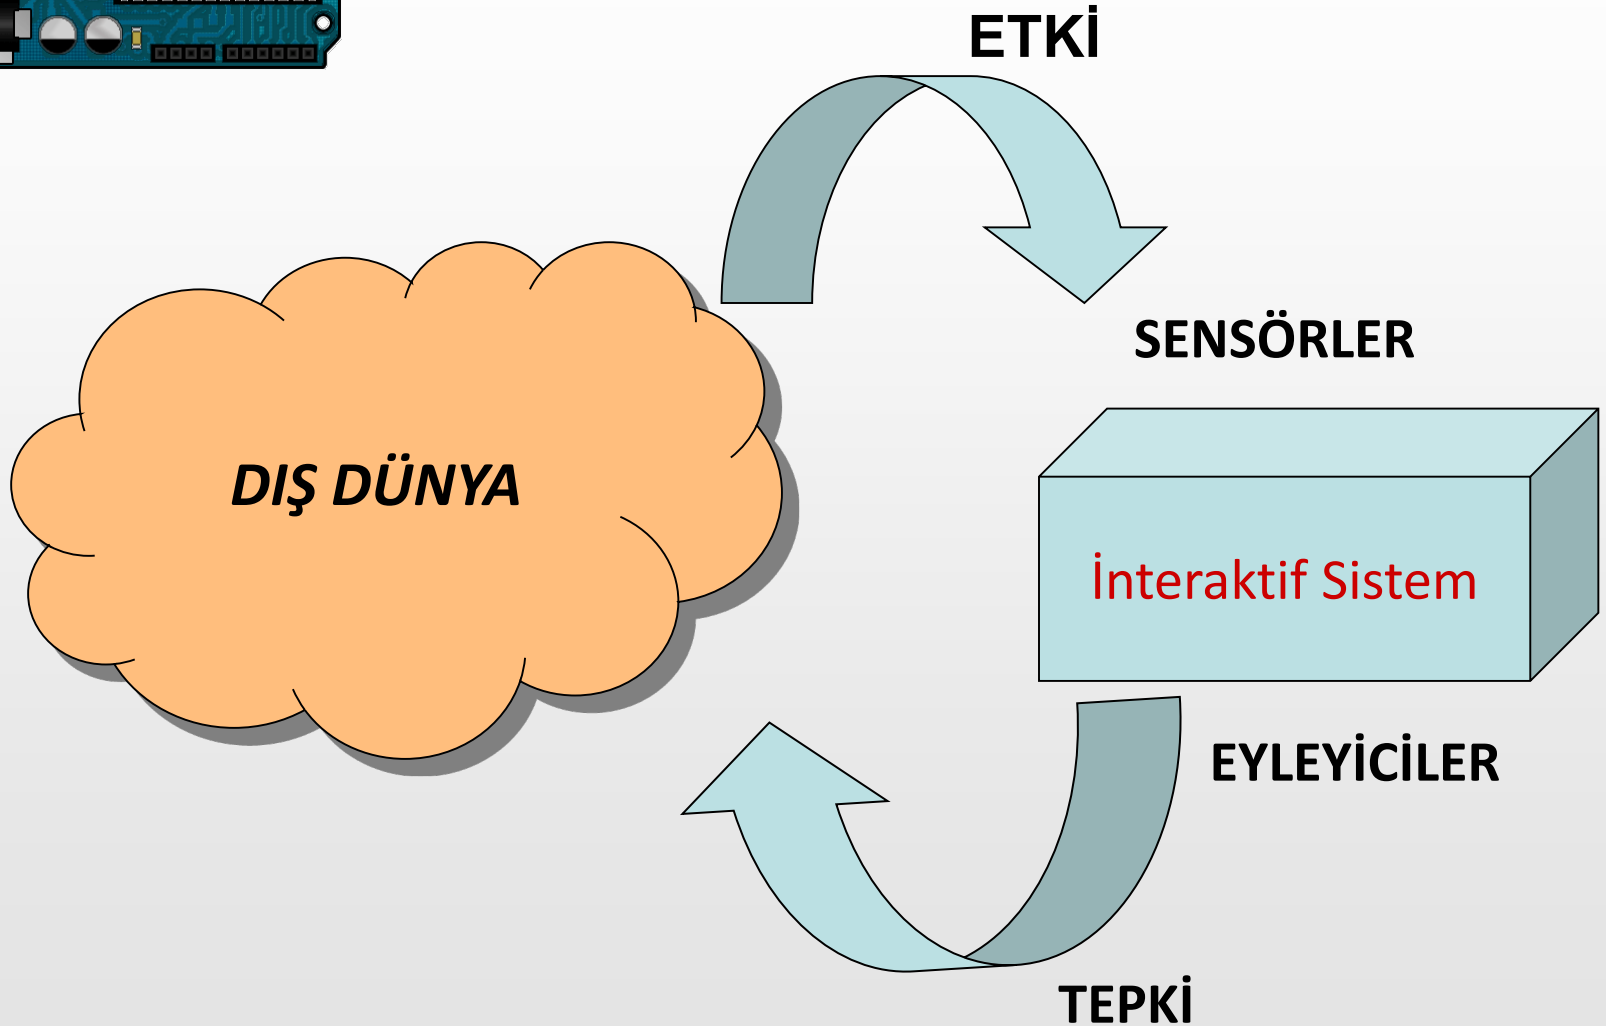 ETKİ
SENSÖRLER
DIŞ DÜNYA
İnteraktif Sistem
EYLEYİCİLER
TEPKİ